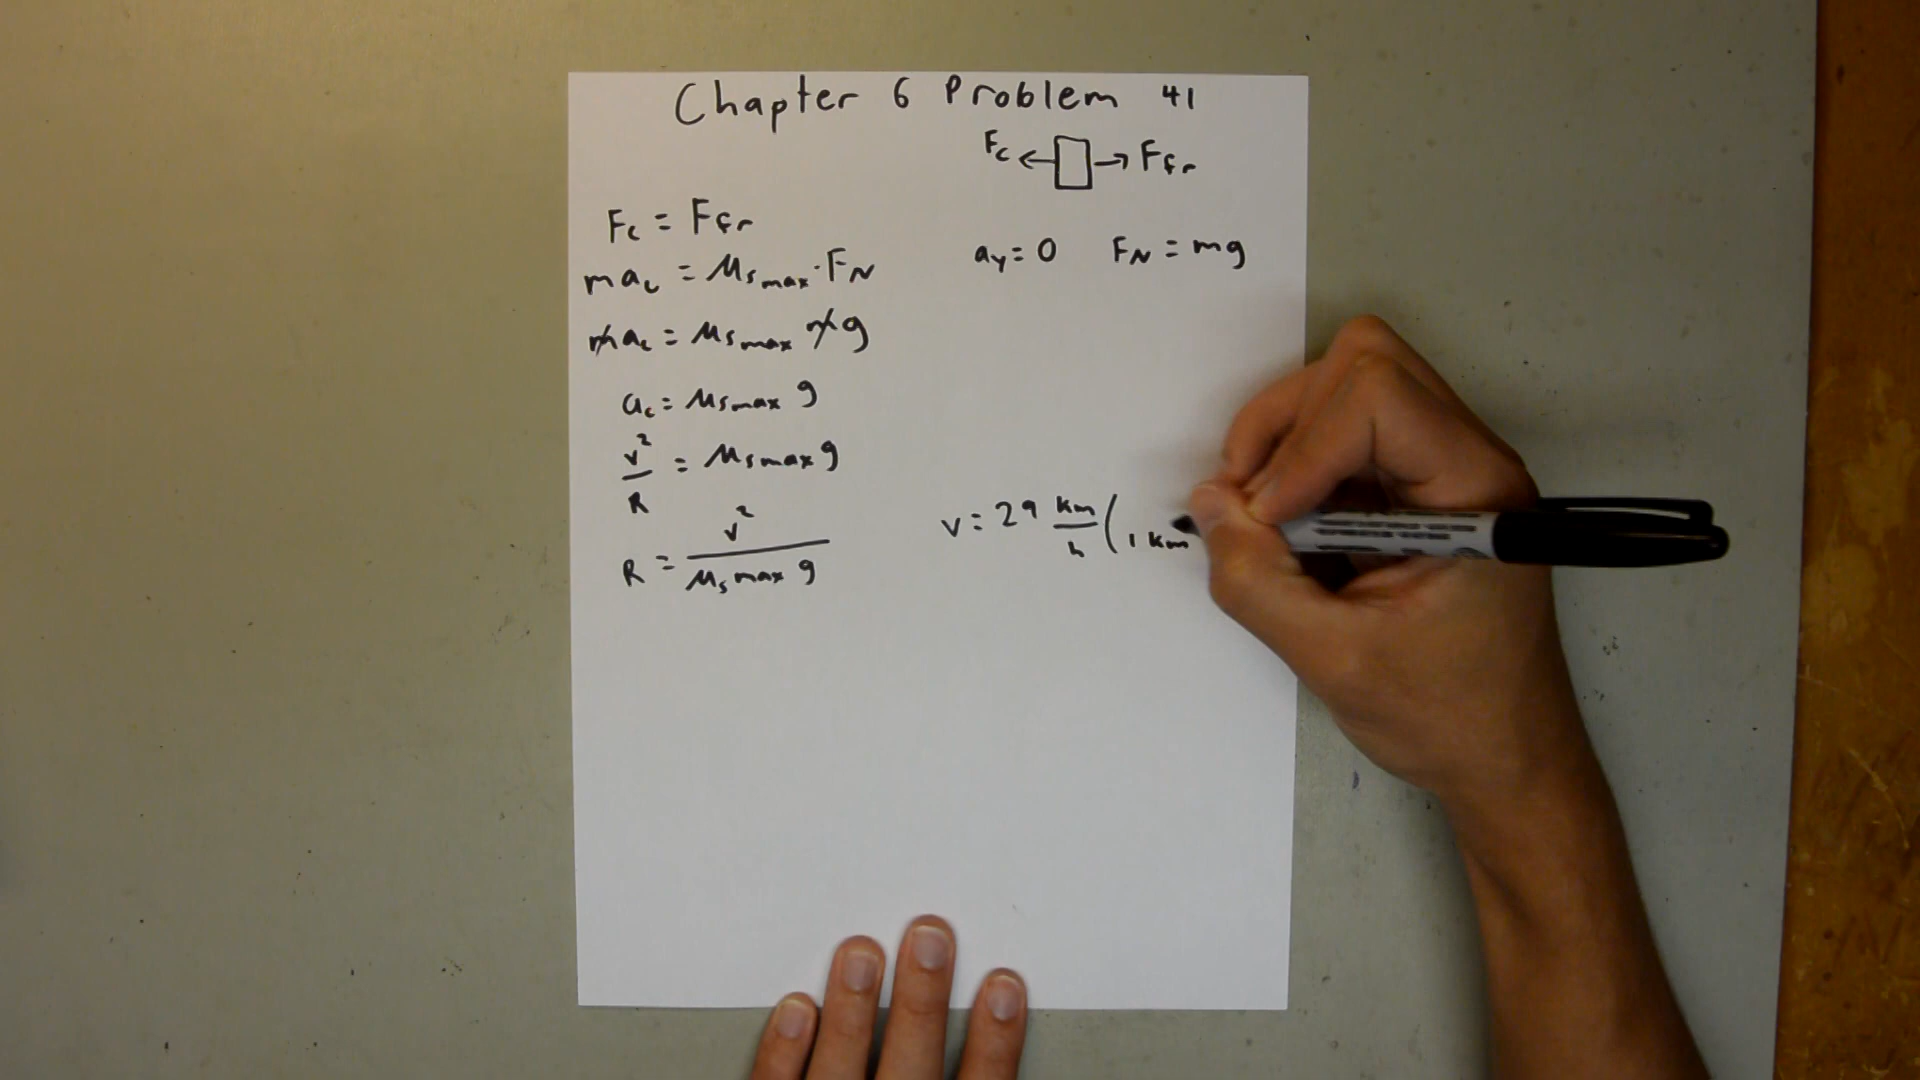 Chapter 6 Problem 41
Fc ← → Ffr
Fc = Ffr
mac = μs max · FN
ay = 0 FN = mg
mac = μs max mg
ac = μs max g
v²/R = μs max g
v = 29 km/h ( 1 km
R = v²/μs max g